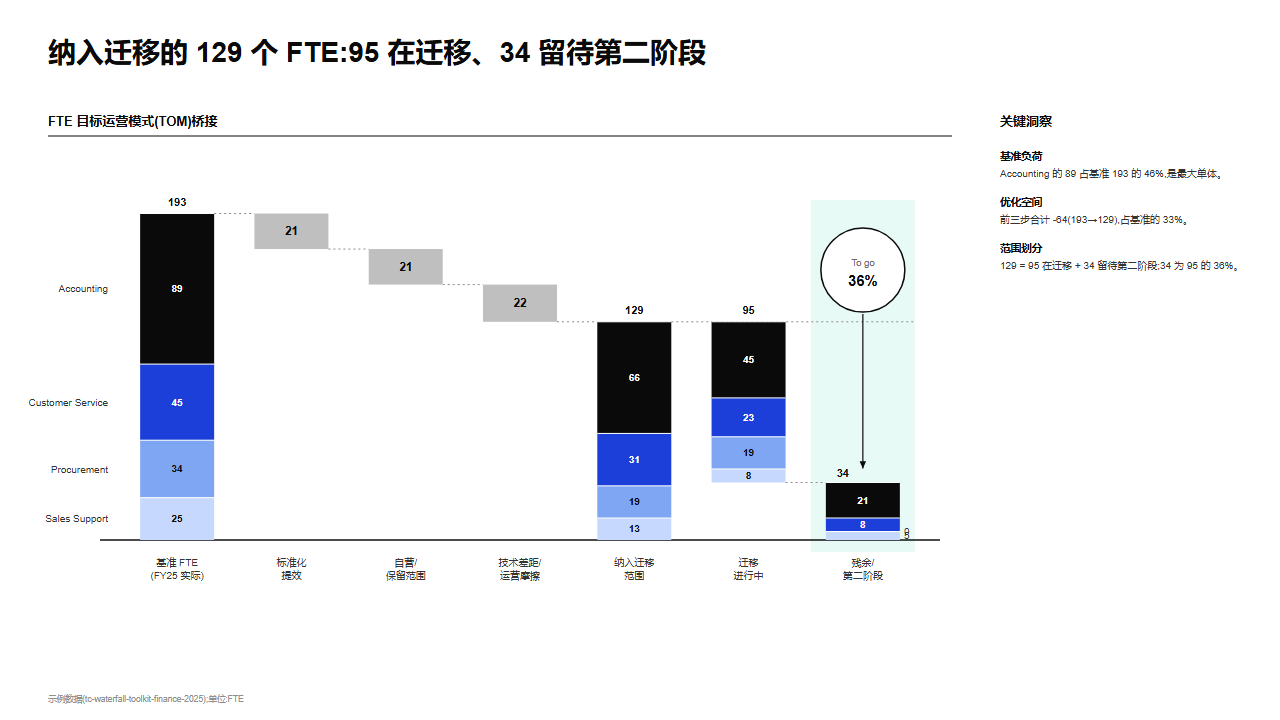 纳入迁移的 129 个 FTE:95 在迁移、34 留待第二阶段
FTE 目标运营模式(TOM)桥接
193
89
45
34
25
Accounting
Customer Service
Procurement
Sales Support
21
21
22
129
66
31
19
13
95
45
23
19
8
To go
36%
34
21
8
0
5
基准 FTE
(FY25 实际)
标准化
提效
自营/
保留范围
技术差距/
运营摩擦
纳入迁移
范围
迁移
进行中
残余/
第二阶段
关键洞察
基准负荷
Accounting 的 89 占基准 193 的 46%,是最大单体。
优化空间
前三步合计 -64(193→129),占基准的 33%。
范围划分
129 = 95 在迁移 + 34 留待第二阶段;34 为 95 的 36%。
示例数据(tc-waterfall-toolkit-finance-2025);单位:FTE